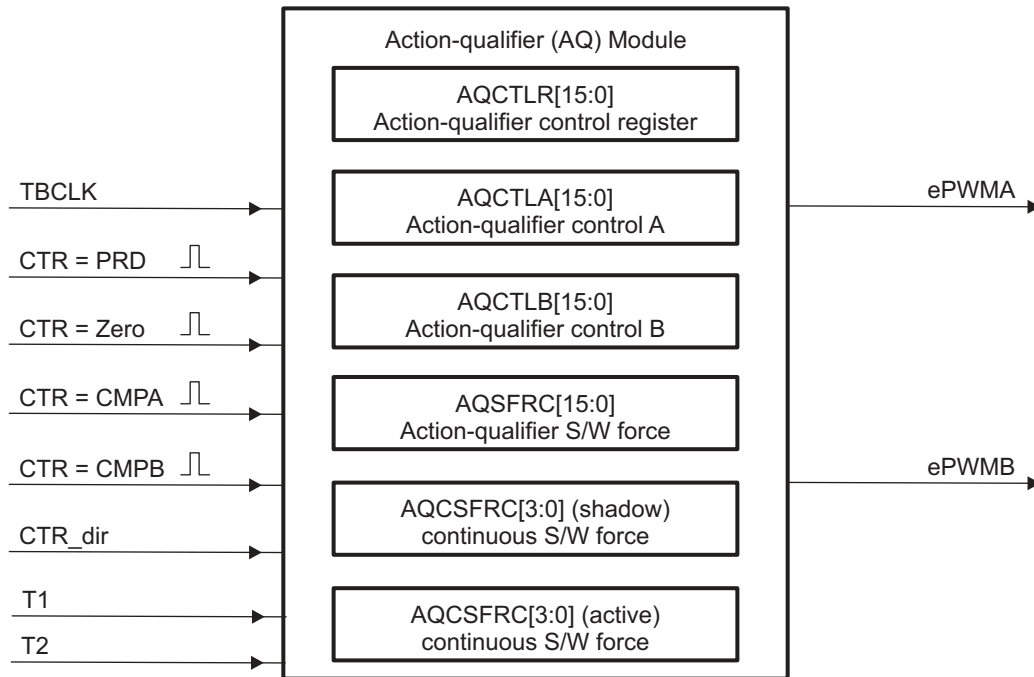 Action-qualifier (AQ) Module
AQCTLR[15:0]
Action-qualifier control register
TBCLK
AQCTLA[15:0]
Action-qualifier control A
ePWMA
CTR = PRD
CTR = Zero
AQCTLB[15:0]
Action-qualifier control B
CTR = CMPA
AQSFRC[15:0]
Action-qualifier S/W force
CTR = CMPB
ePWMB
AQCSFRC[3:0] (shadow)
continuous S/W force
CTR_dir
T1
AQCSFRC[3:0] (active)
continuous S/W force
T2